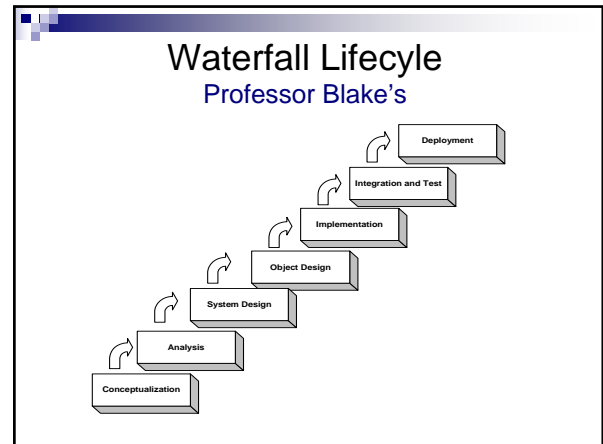 Waterfall Lifecyle
Professor Blake's
Deployment
Integration and Test
Implementation
Object Design
System Design
Analysis
Conceptualization